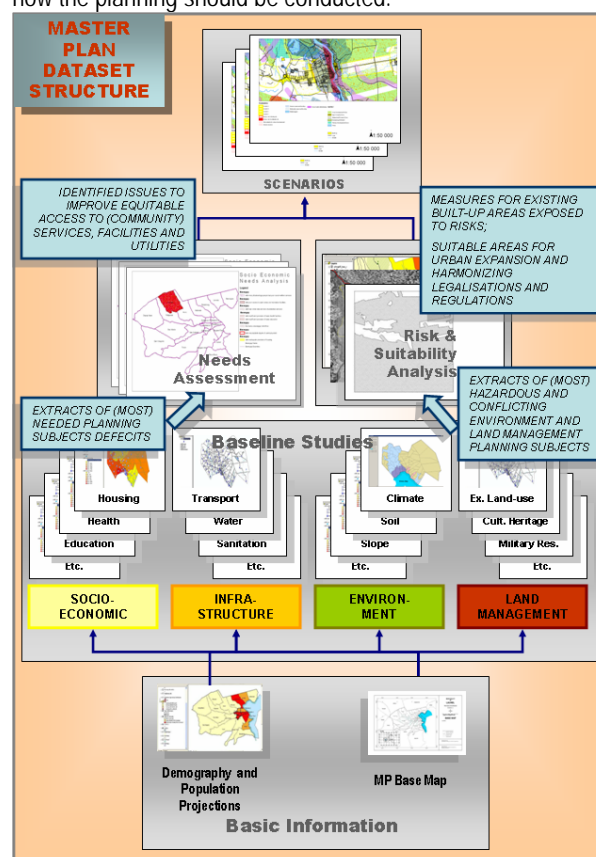 how the planning should be conducted.
MASTER
PLAN
DATASET
STRUCTURE
1:50 000
SCENARIOS
IDENTIFIED ISSUES TO
IMPROVE EQUITABLE
ACCESS TO (COMMUNITY)
SERVICES, FACILITIES AND
UTILITIES
MEASURES FOR EXISTING
BUILT-UP AREAS EXPOSED
TO RISKS;
SUITABLE AREAS FOR
URBAN EXPANSION AND
HARMONIZING
LEGALISATIONS AND
REGULATIONS
Socio Economic
Needs Analysis
Needs
Assessment
Risk &
Suitability
Analysis
EXTRACTS OF (MOST)
NEEDED PLANNING
SUBJECTS DEFECITS
EXTRACTS OF (MOST)
HAZARDOUS AND
CONFLICTING
ENVIRONMENT AND
LAND MANAGEMENT
PLANNING SUBJECTS
Baseline Studies
Housing
Health
Education
Etc.
Transport
Water
Sanitation
Etc.
Climate
Soil
Slope
Etc.
Ex. Land-use
Cult. Heritage
Military Res.
Etc.
SOCIO-
ECONOMIC
INFRA-
STRUCTURE
ENVIRON-
MENT
LAND
MANAGEMENT
Demography and
Population
Projections
MP Base Map
Basic Information